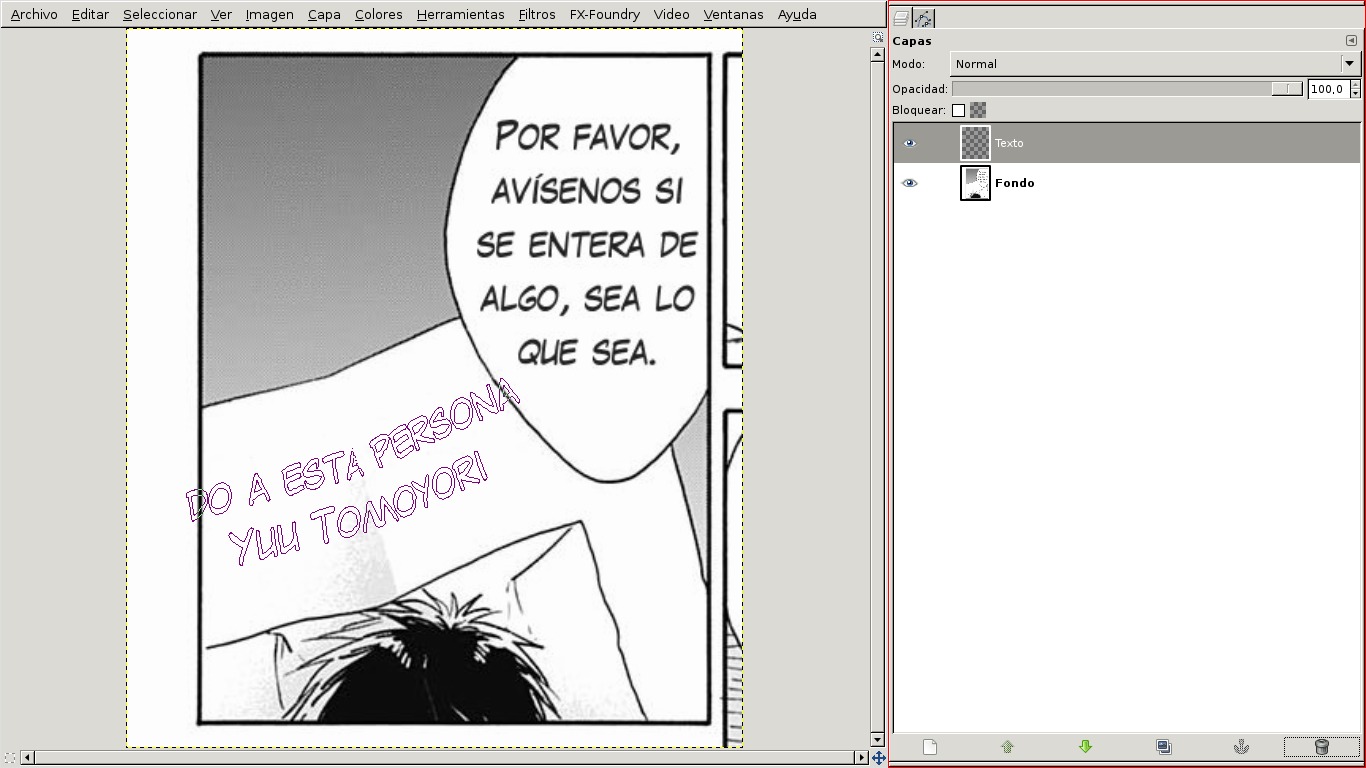 Archivo Editar Seleccionar Ver Imagen Capa Colores Herramientas Filtros FX-Foundry Video Ventanas Ayuda
POR FAVOR,
AVÍSENOS SI
SE ENTERA DE
ALGO, SEA LO
QUE SEA.
DO A ESTA PERSONA
YUU TOMOYORI
Capas
Modo: Normal
Opacidad: 100,0
Bloquear:
Texto
Fondo